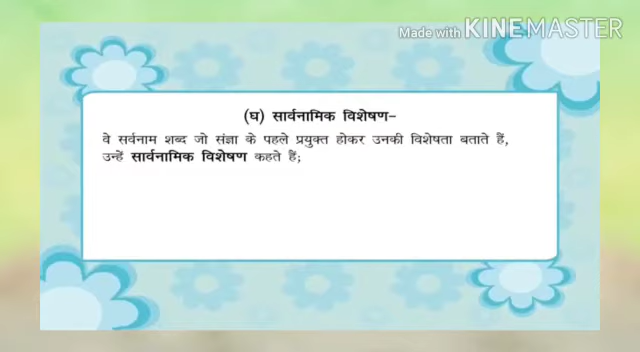 Made with KINEMASTER
(घ) सार्वनामिक विशेषण–
वे सर्वनाम शब्द जो संज्ञा के पहले प्रयुक्त होकर उनकी विशेषता बताते हैं,
उन्हें सार्वनामिक विशेषण कहते हैं;